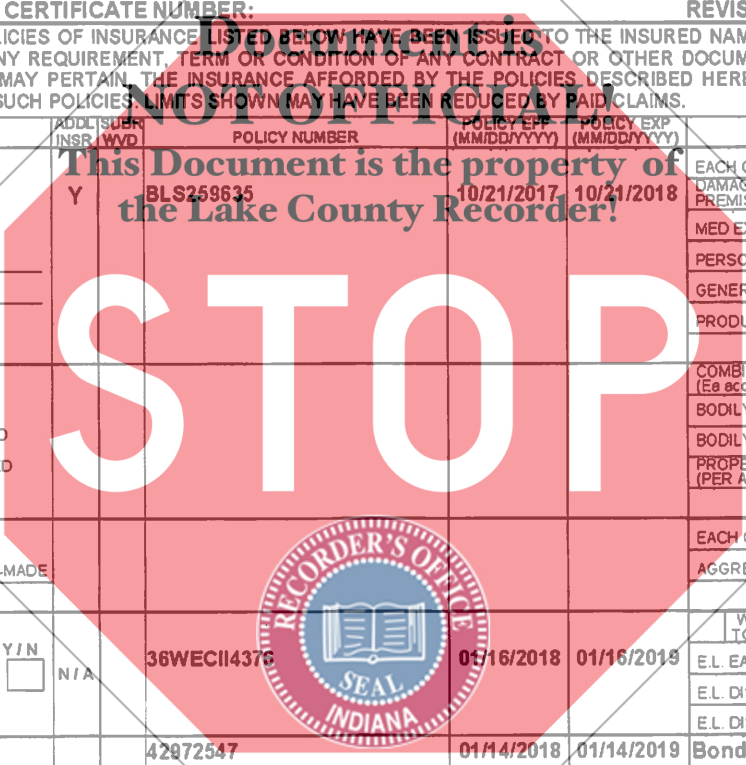 CERTIFICATE NUMBER: REVIS
ICIES OF INSURANCE LISTED BELOW HAVE BEEN ISSUED TO THE INSURED NAM
Document is
NY REQUIREMENT, TERM OR CONDITION OF ANY CONTRACT OR OTHER DOCUM
MAY PERTAIN, THE INSURANCE AFFORDED BY THE POLICIES DESCRIBED HERE
NOT OFFICIAL!
SUCH POLICIES. LIMITS SHOWN MAY HAVE BEEN REDUCED BY PAID CLAIMS.
ADDL SUBR POLICY NUMBER POLICY EFF POLICY EXP
INSR WVD (MM/DD/YYYY) (MM/DD/YYYY)
This Document is the property of
the Lake County Recorder!
EACH O
Y BLS259635 10/21/2017 10/21/2018 DAMAG
PREMIS
MED EX
PERSO
GENER
PRODU
STOP
COMBI
(Ea acc
BODILY
BODILY
PROPE
(PER A
D
D
EACH O
-MADE AGGRE
RECORDER'S OFFICE
SEAL
INDIANA
W
TO
Y / N
N / A 36WECII4376 01/16/2018 01/16/2019 E.L. EA
E.L. DI
E.L. DI
42972547 01/14/2018 01/14/2019 Bond